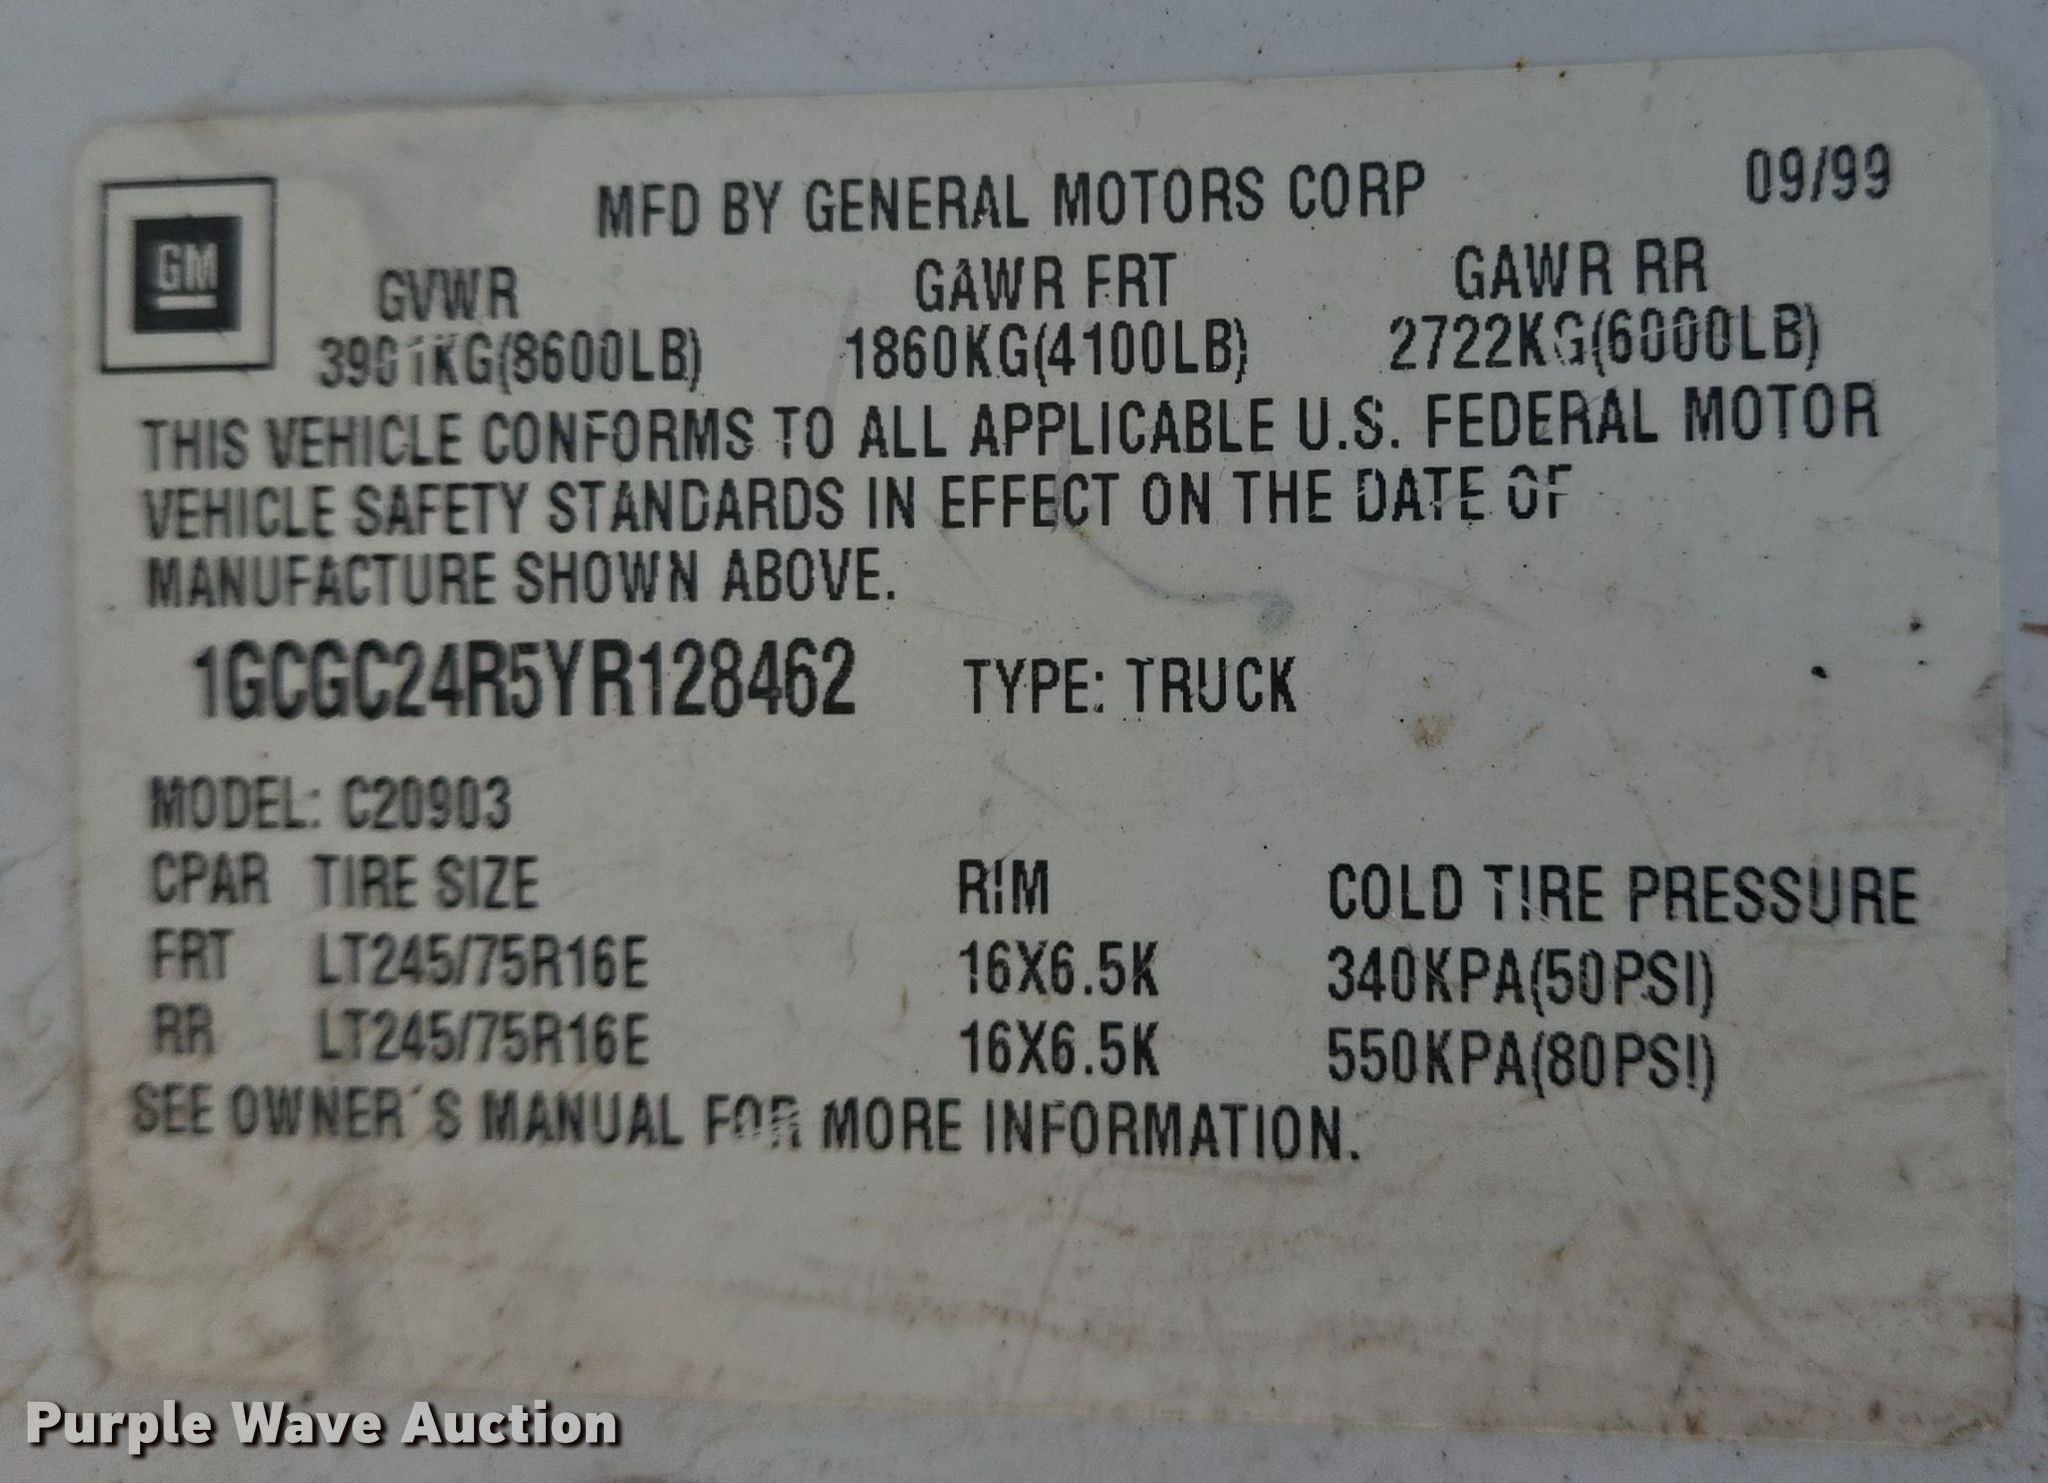 MFD BY GENERAL MOTORS CORP 09/99
GM
GVWR GAWR FRT GAWR RR
3901KG(8600LB) 1860KG(4100LB) 2722KG(6000LB)
THIS VEHICLE CONFORMS TO ALL APPLICABLE U.S. FEDERAL MOTOR
VEHICLE SAFETY STANDARDS IN EFFECT ON THE DATE OF
MANUFACTURE SHOWN ABOVE.
1GCGC24R5YR128462 TYPE: TRUCK
MODEL: C20903
CPAR TIRE SIZE RIM COLD TIRE PRESSURE
FRT LT245/75R16E 16X6.5K 340KPA(50PSI)
RR LT245/75R16E 16X6.5K 550KPA(80PSI)
SEE OWNER'S MANUAL FOR MORE INFORMATION.
Purple Wave Auction